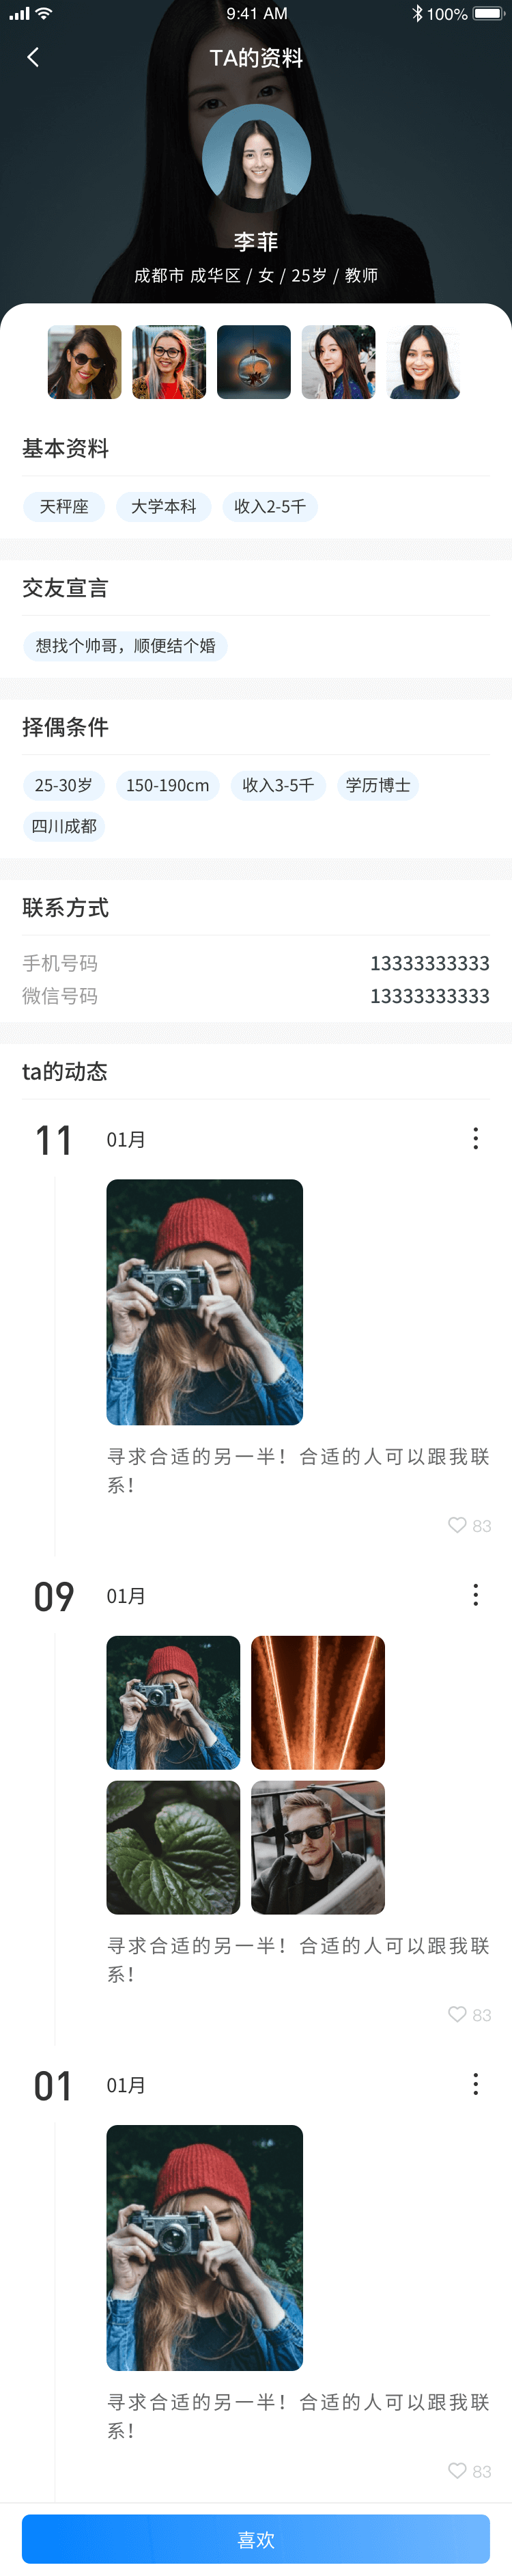 9:41 AM
100%
TA的资料
李菲
成都市 成华区 / 女 / 25岁 / 教师
基本资料
天秤座
大学本科
收入2-5千
交友宣言
想找个帅哥，顺便结个婚
择偶条件
25-30岁
150-190cm
收入3-5千
学历博士
四川成都
联系方式
手机号码 13333333333
微信号码 13333333333
ta的动态
11 01月
寻求合适的另一半！合适的人可以跟我联
系！
83
09 01月
寻求合适的另一半！合适的人可以跟我联
系！
83
01 01月
寻求合适的另一半！合适的人可以跟我联
系！
83
喜欢